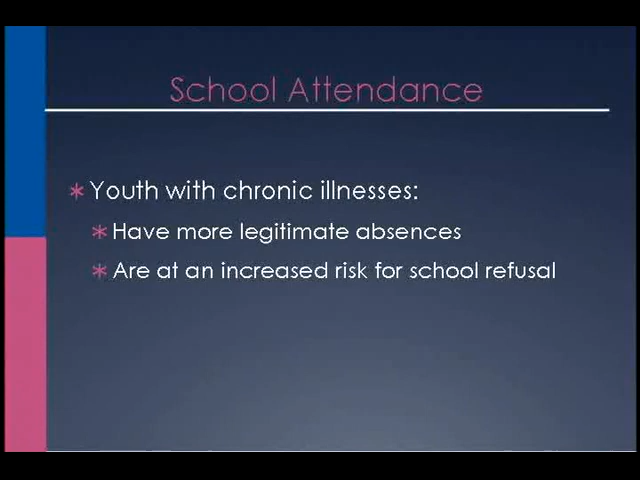 School Attendance
Youth with chronic illnesses:
Have more legitimate absences
Are at an increased risk for school refusal